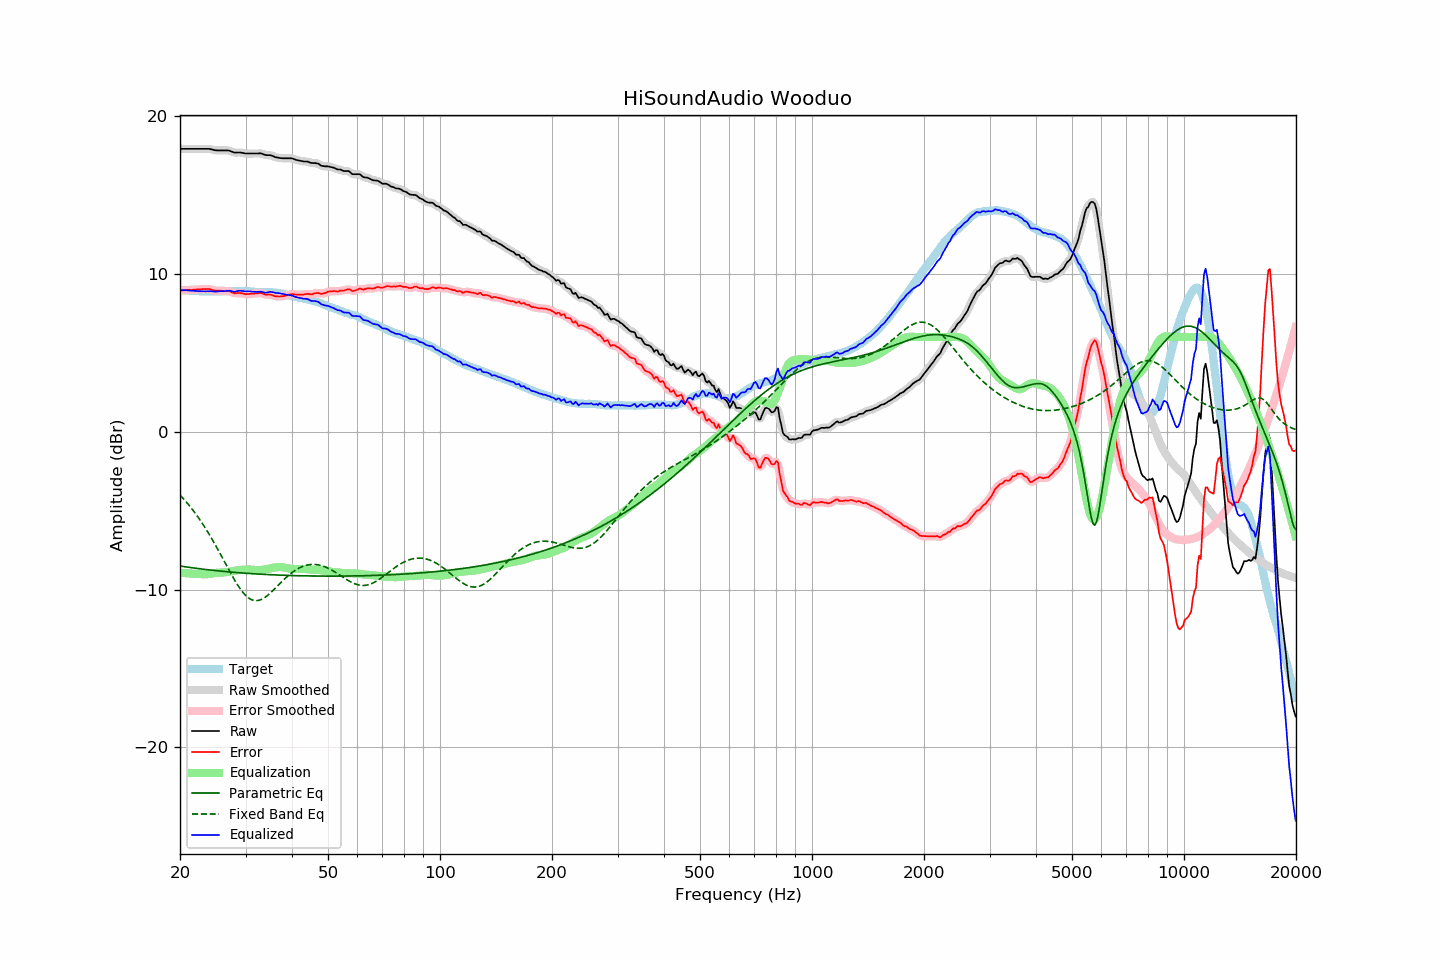 HiSoundAudio Wooduo
20
10
0
−10
−20
Amplitude (dBr)
Target
Raw Smoothed
Error Smoothed
Raw
Error
Equalization
Parametric Eq
Fixed Band Eq
Equalized
20 50 100 200 500 1000 2000 5000 10000 20000
Frequency (Hz)